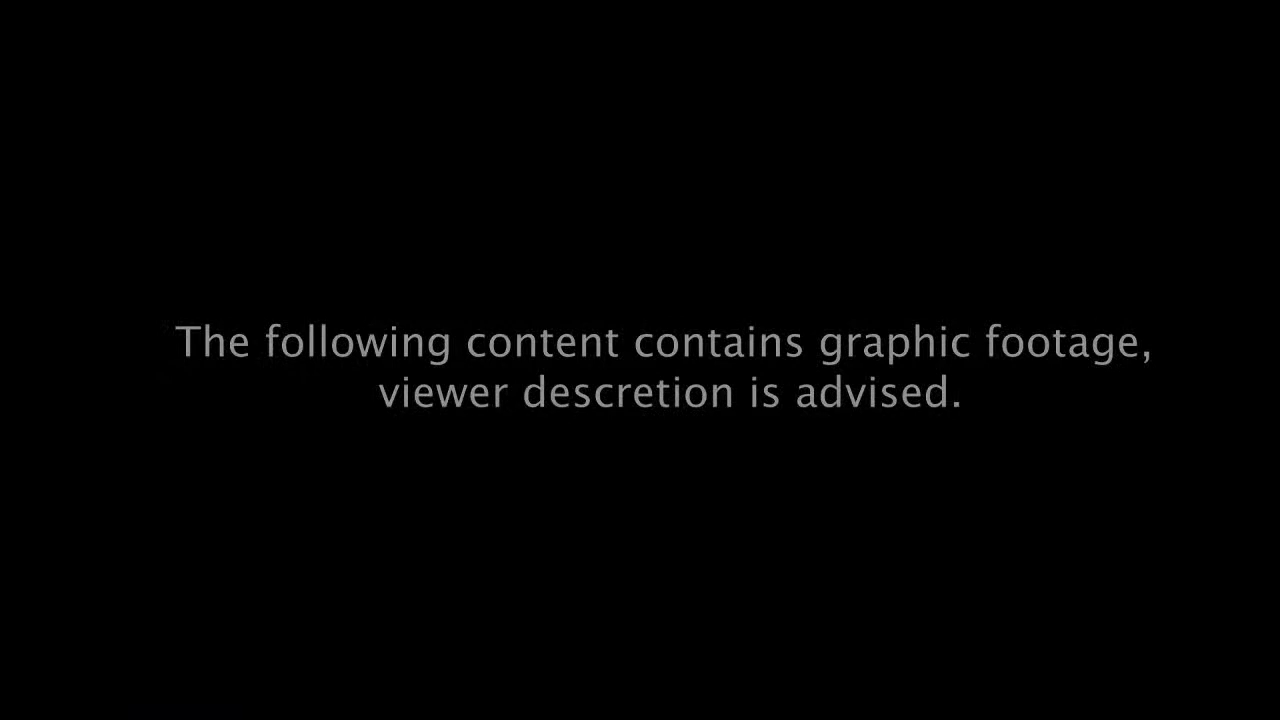 The following content contains graphic footage,
viewer descretion is advised.